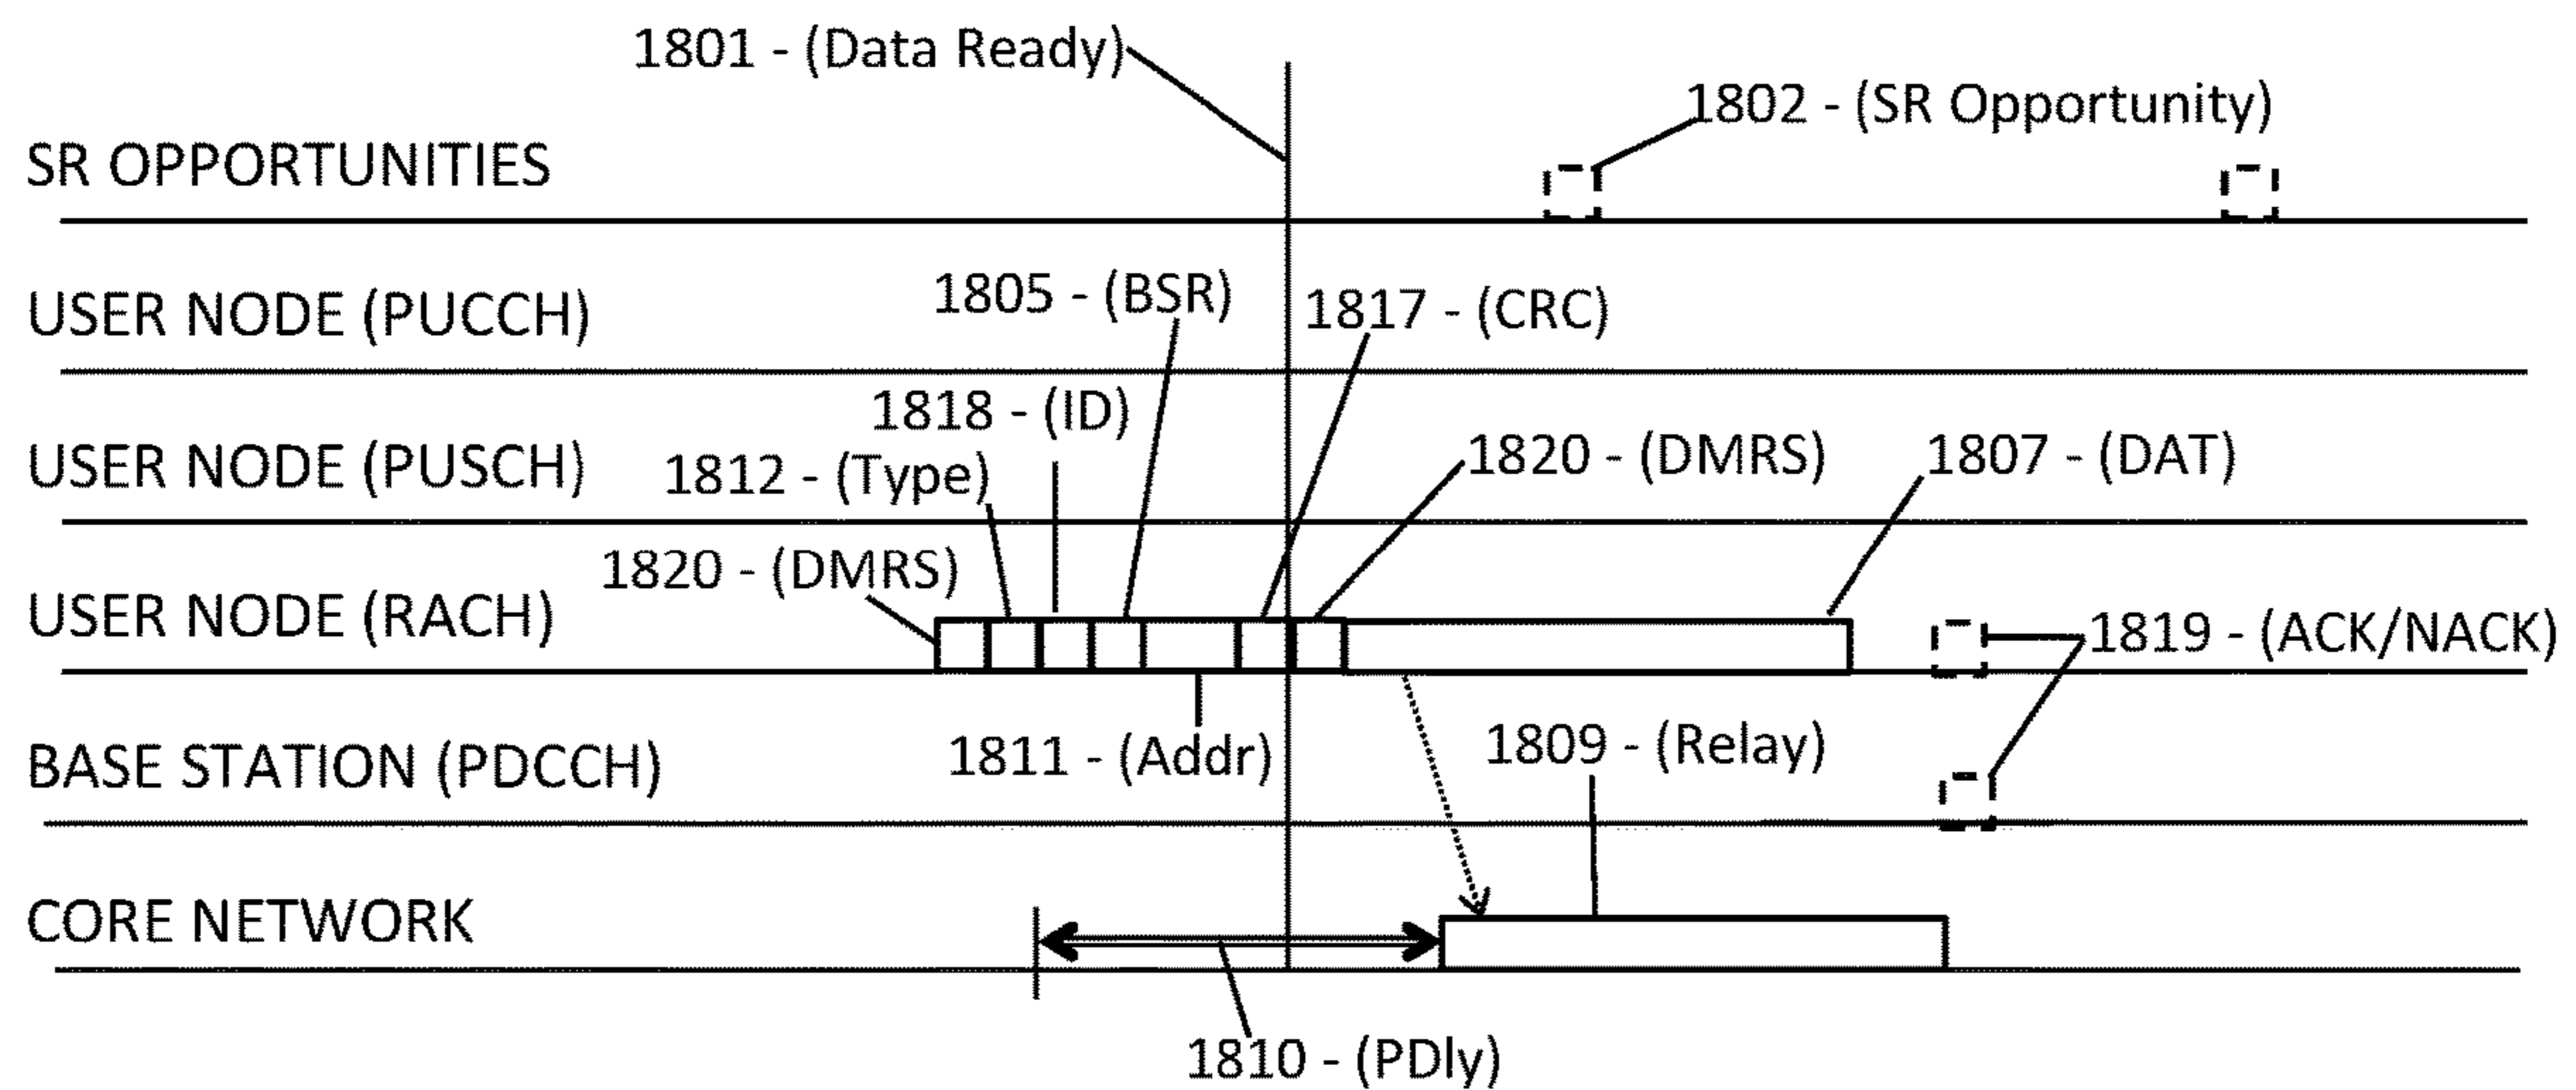 1801 - (Data Ready)
1802 - (SR Opportunity)
SR OPPORTUNITIES
1805 - (BSR)
1817 - (CRC)
USER NODE (PUCCH)
1818 - (ID)
1820 - (DMRS)
1807 - (DAT)
USER NODE (PUSCH)
1812 - (Type)
1820 - (DMRS)
USER NODE (RACH)
1819 - (ACK/NACK)
1811 - (Addr)
1809 - (Relay)
BASE STATION (PDCCH)
CORE NETWORK
1810 - (PDly)